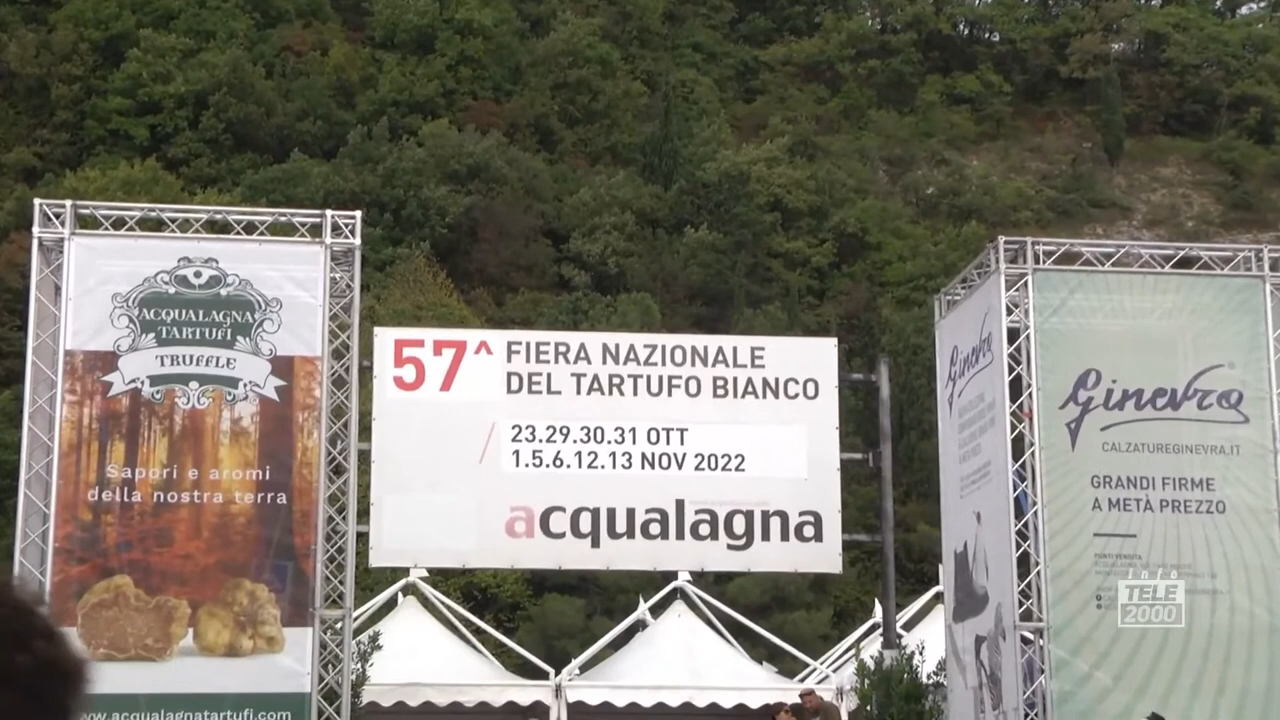 ACQUALAGNA
TARTUFI
TRUFFLE
Sapori e aromi
della nostra terra
www.acqualagnatartufi.com
57^ FIERA NAZIONALE
DEL TARTUFO BIANCO
/ 23.29.30.31 OTT
1.5.6.12.13 NOV 2022
acqualagna
Ginevra
Ginevra
CALZATUREGINEVRA.IT
GRANDI FIRME
A METÀ PREZZO
PUNTI VENDITA
info
TELE
2000